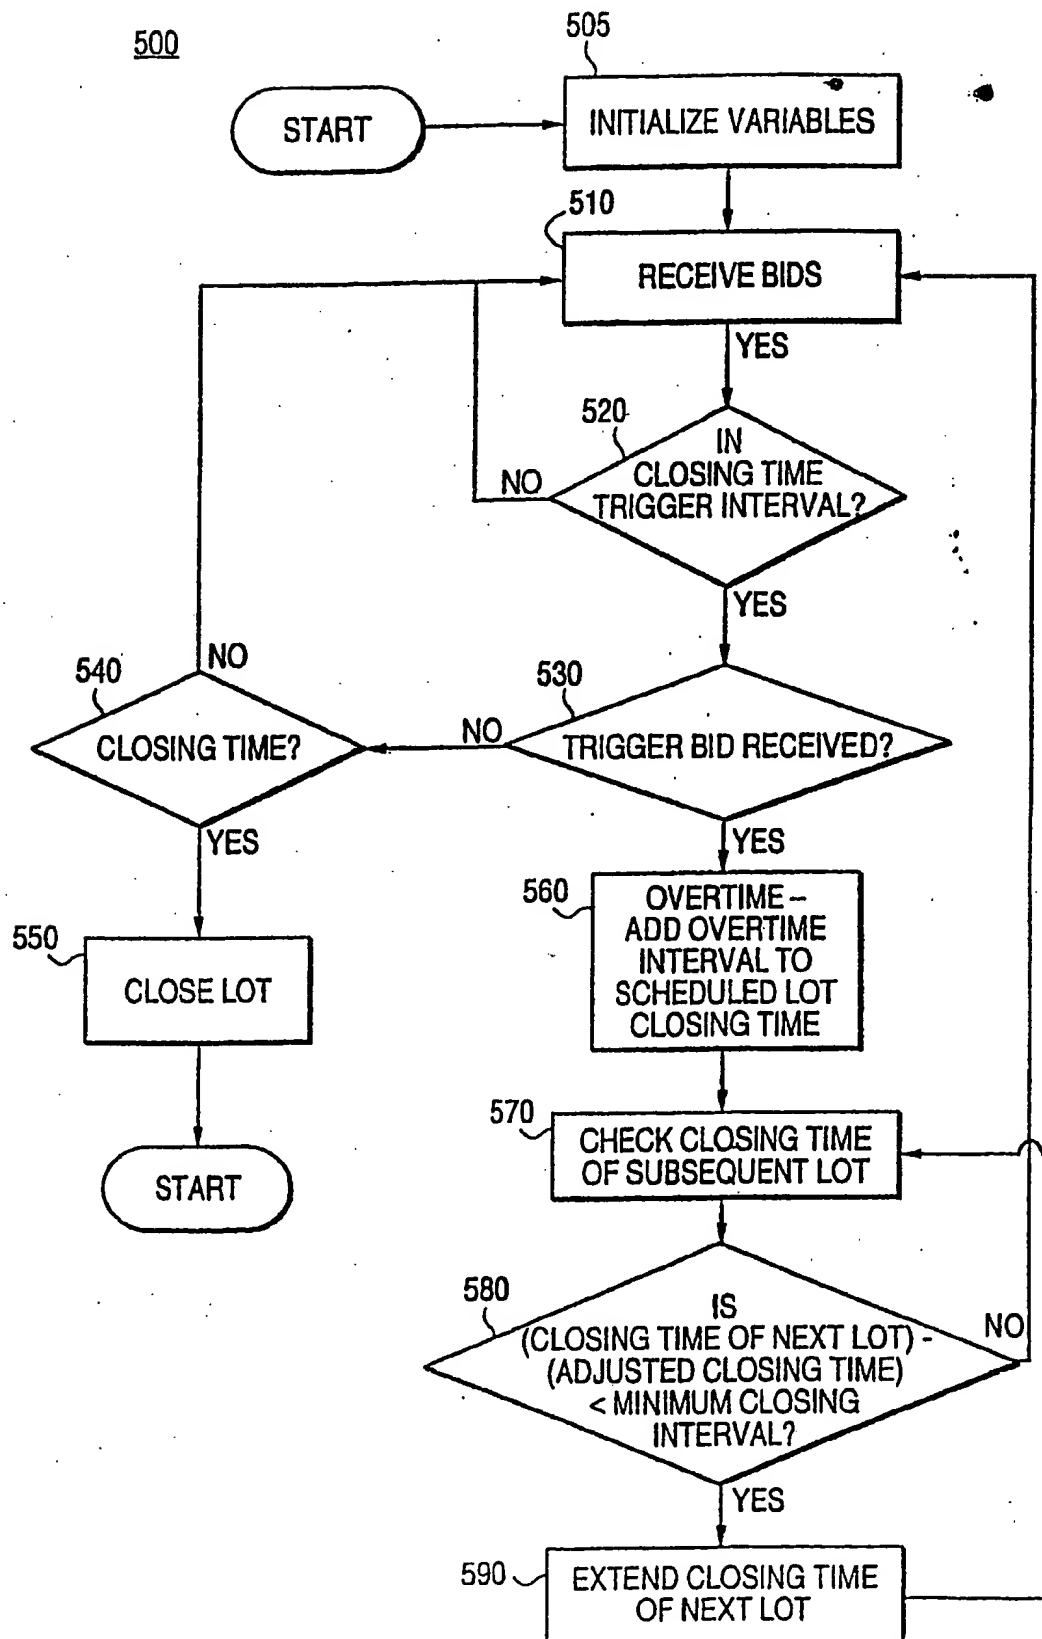 500
505
START
INITIALIZE VARIABLES
510
RECEIVE BIDS
YES
520
IN
CLOSING TIME
TRIGGER INTERVAL?
NO
YES
540
NO
530
CLOSING TIME?
NO
TRIGGER BID RECEIVED?
YES
YES
560
OVERTIME –
ADD OVERTIME
INTERVAL TO
SCHEDULED LOT
CLOSING TIME
550
CLOSE LOT
570
CHECK CLOSING TIME
OF SUBSEQUENT LOT
START
580
IS
(CLOSING TIME OF NEXT LOT) -
(ADJUSTED CLOSING TIME)
< MINIMUM CLOSING
INTERVAL?
NO
YES
590
EXTEND CLOSING TIME
OF NEXT LOT